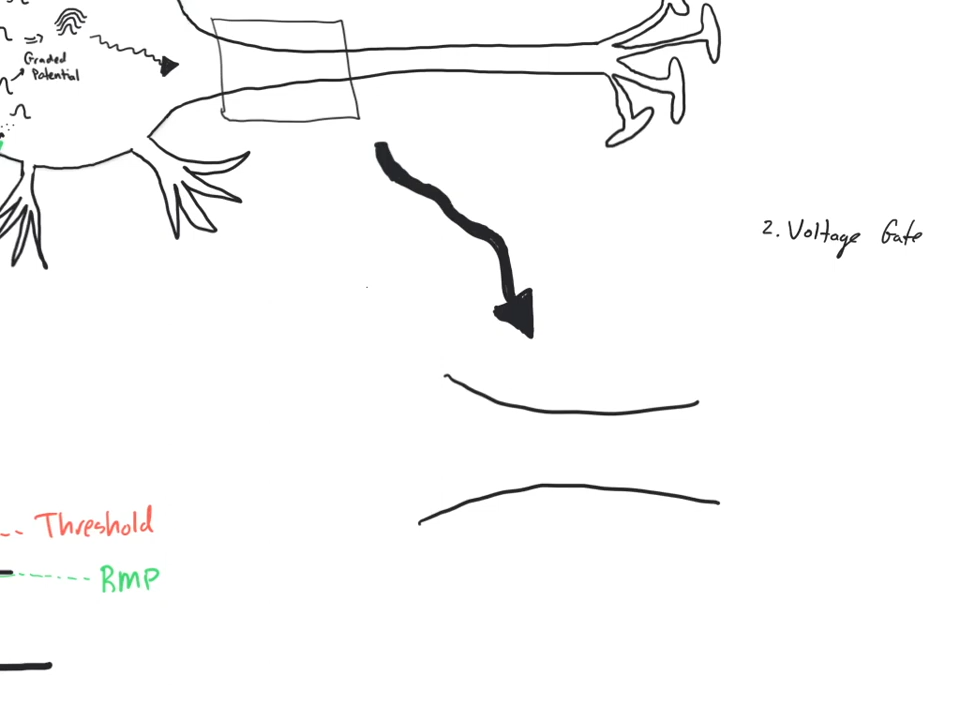 Graded
Potential
2. Voltage Gate
Threshold
RMP